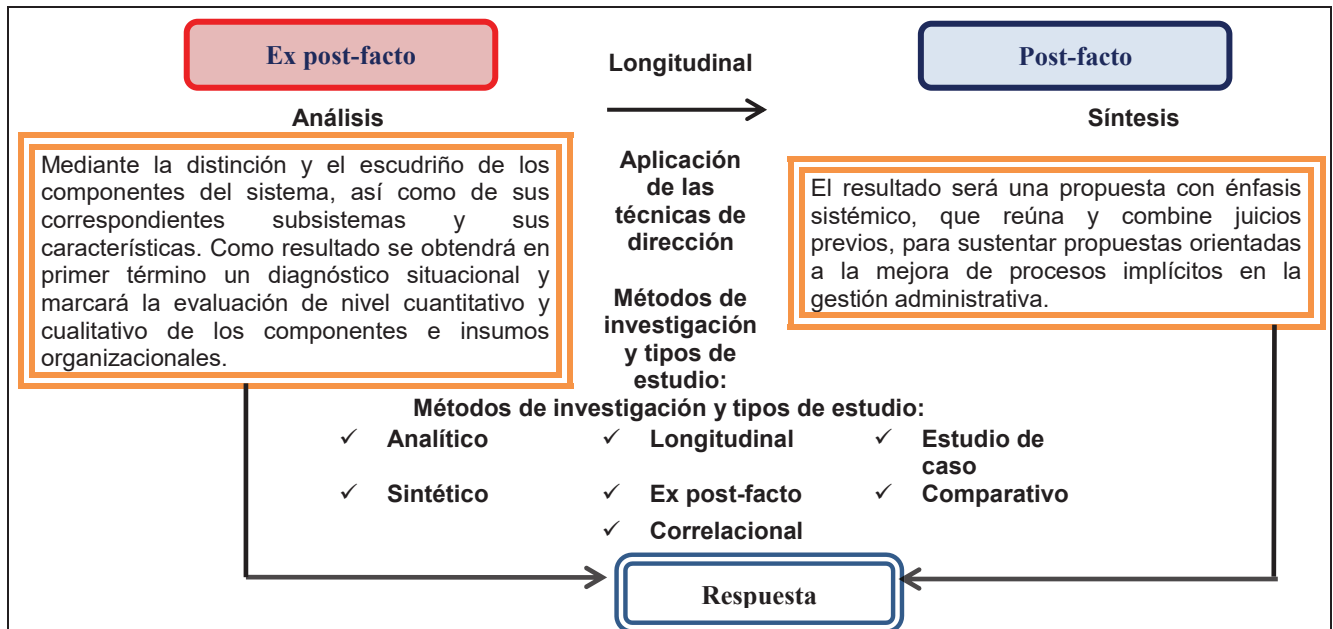 Ex post-facto
Longitudinal
Post-facto
Análisis
Síntesis
Mediante la distinción y el escudriño de los
componentes del sistema, así como de sus
correspondientes subsistemas y sus
características. Como resultado se obtendrá en
primer término un diagnóstico situacional y
marcará la evaluación de nivel cuantitativo y
cualitativo de los componentes e insumos
organizacionales.
Aplicación
de las
técnicas de
dirección
Métodos de
investigación
y tipos de
estudio:
El resultado será una propuesta con énfasis
sistémico, que reúna y combine juicios
previos, para sustentar propuestas orientadas
a la mejora de procesos implícitos en la
gestión administrativa.
Métodos de investigación y tipos de estudio:
✓ Analítico
✓ Longitudinal
✓ Estudio de
caso
✓ Sintético
✓ Ex post-facto
✓ Comparativo
✓ Correlacional
Respuesta